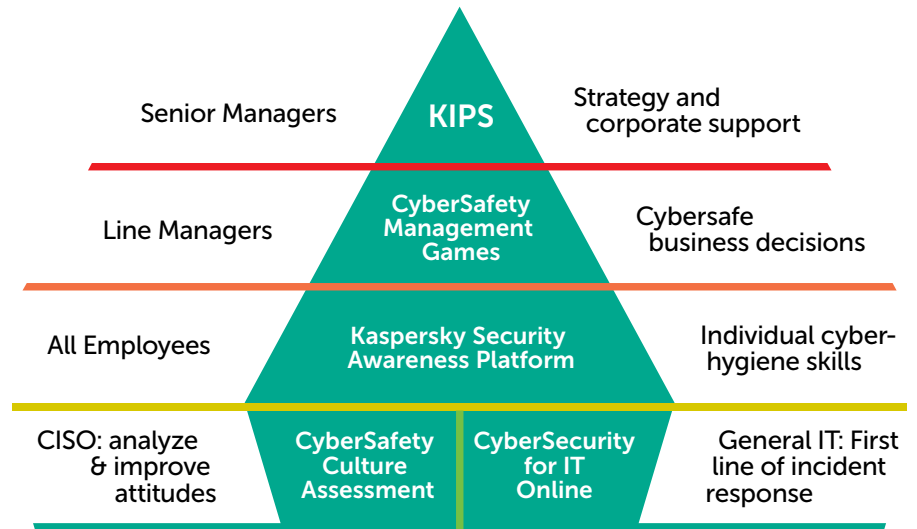 Senior Managers
KIPS
Strategy and
corporate support
Line Managers
CyberSafety
Management
Games
Cybersafe
business decisions
All Employees
Kaspersky Security
Awareness Platform
Individual cyber-
hygiene skills
CISO: analyze
& improve
attitudes
CyberSafety
Culture
Assessment
CyberSecurity
for IT
Online
General IT: First
line of incident
response